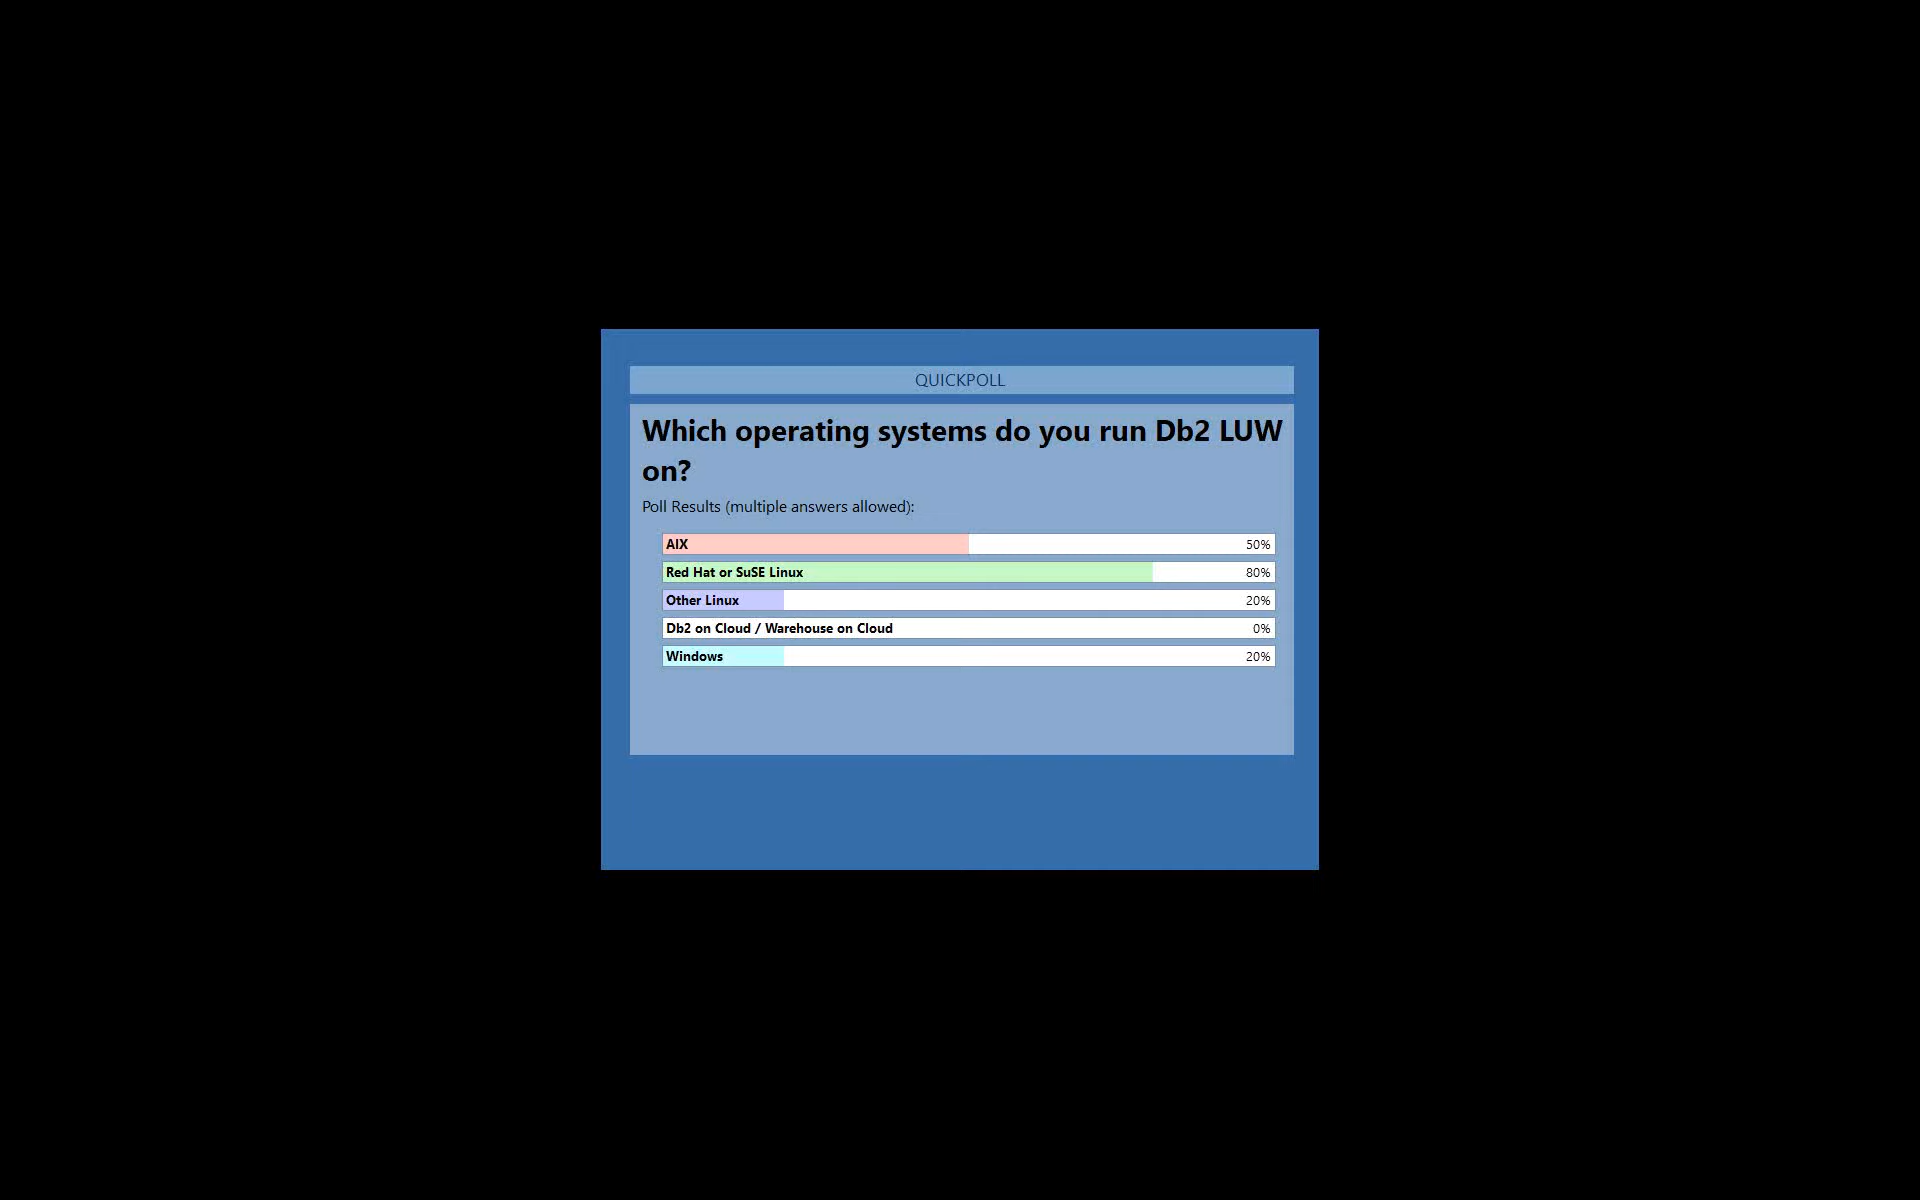 QUICKPOLL
Which operating systems do you run Db2 LUW
on?
Poll Results (multiple answers allowed):
AIX 50%
Red Hat or SuSE Linux 80%
Other Linux 20%
Db2 on Cloud / Warehouse on Cloud 0%
Windows 20%